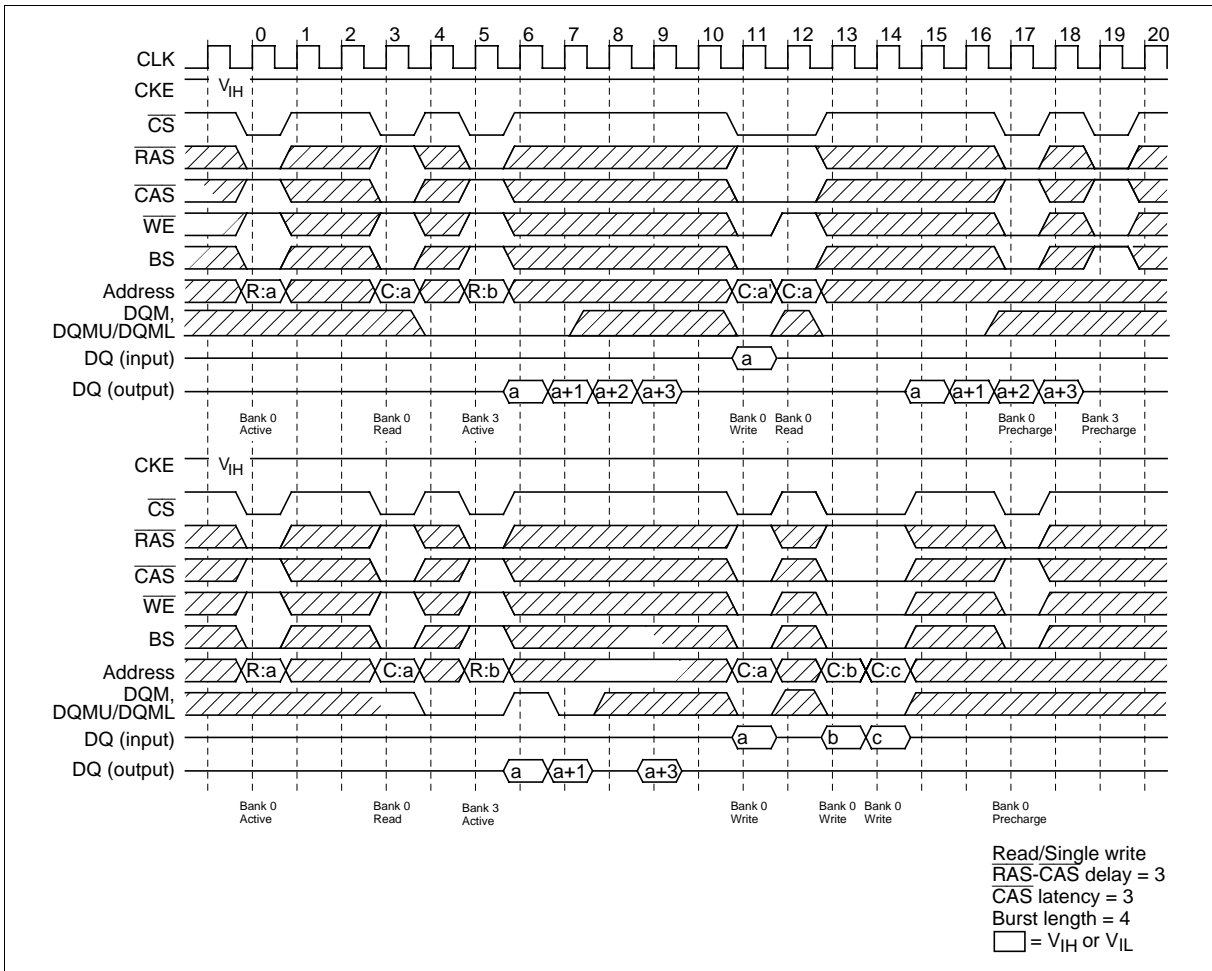 0 1 2 3 4 5 6 7 8 9 10 11 12 13 14 15 16 17 18 19 20
CLK
CKE VIH
CS
RAS
CAS
WE
BS
Address R:a C:a R:b C:a' C:a
DQM,
DQMU/DQML
DQ (input) a
DQ (output) a a+1 a+2 a+3 a a+1 a+2 a+3
Bank 0 Bank 0 Bank 3 Bank 0 Bank 0 Bank 0 Bank 3
Active Read Active Write Read Precharge Precharge
CKE VIH
CS
RAS
CAS
WE
BS
Address R:a C:a R:b C:a C:b C:c
DQM,
DQMU/DQML
DQ (input) a b c
DQ (output) a a+1 a+3
Bank 0 Bank 0 Bank 3 Bank 0 Bank 0 Bank 0 Bank 0
Active Read Active Write Write Write Precharge
Read/Single write
RAS-CAS delay = 3
CAS latency = 3
Burst length = 4
= VIH or VIL